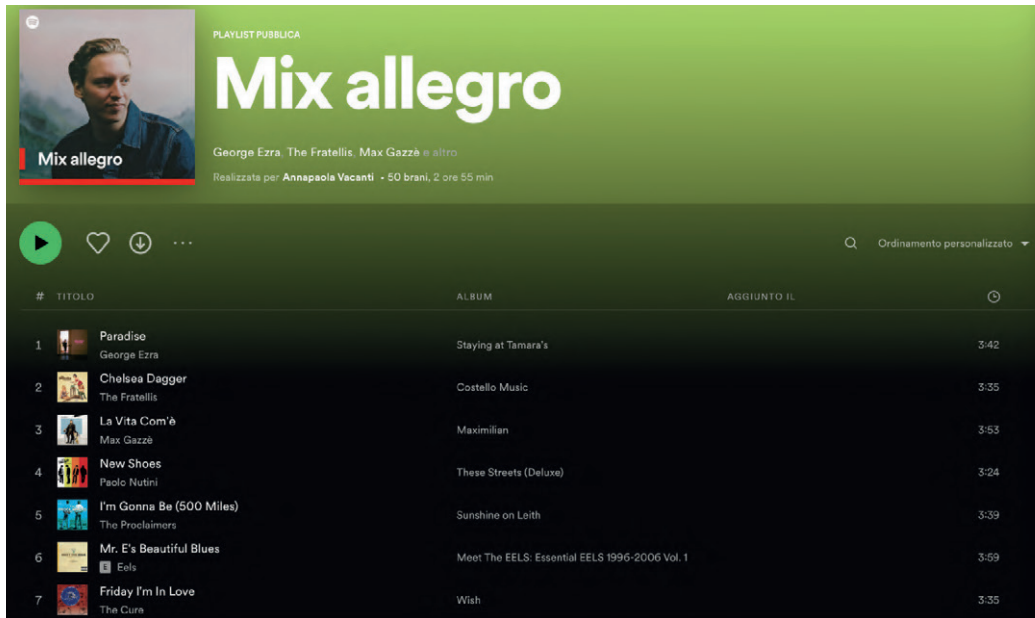 PLAYLIST PUBBLICA
Mix allegro
Mix allegro
George Ezra, The Fratellis, Max Gazzè e altro
Realizzata per Annapaola Vacanti • 50 brani, 2 ore 55 min
Ordinamento personalizzato
# TITOLO ALBUM AGGIUNTO IL
1 Paradise Staying at Tamara's 3:42
George Ezra
2 Chelsea Dagger Costello Music 3:35
The Fratellis
3 La Vita Com'è Maximilian 3:53
Max Gazzè
4 New Shoes These Streets (Deluxe) 3:24
Paolo Nutini
5 I'm Gonna Be (500 Miles) Sunshine on Leith 3:39
The Proclaimers
6 Mr. E's Beautiful Blues Meet The EELS: Essential EELS 1996-2006 Vol. 1 3:59
E Eels
7 Friday I'm In Love Wish 3:35
The Cure